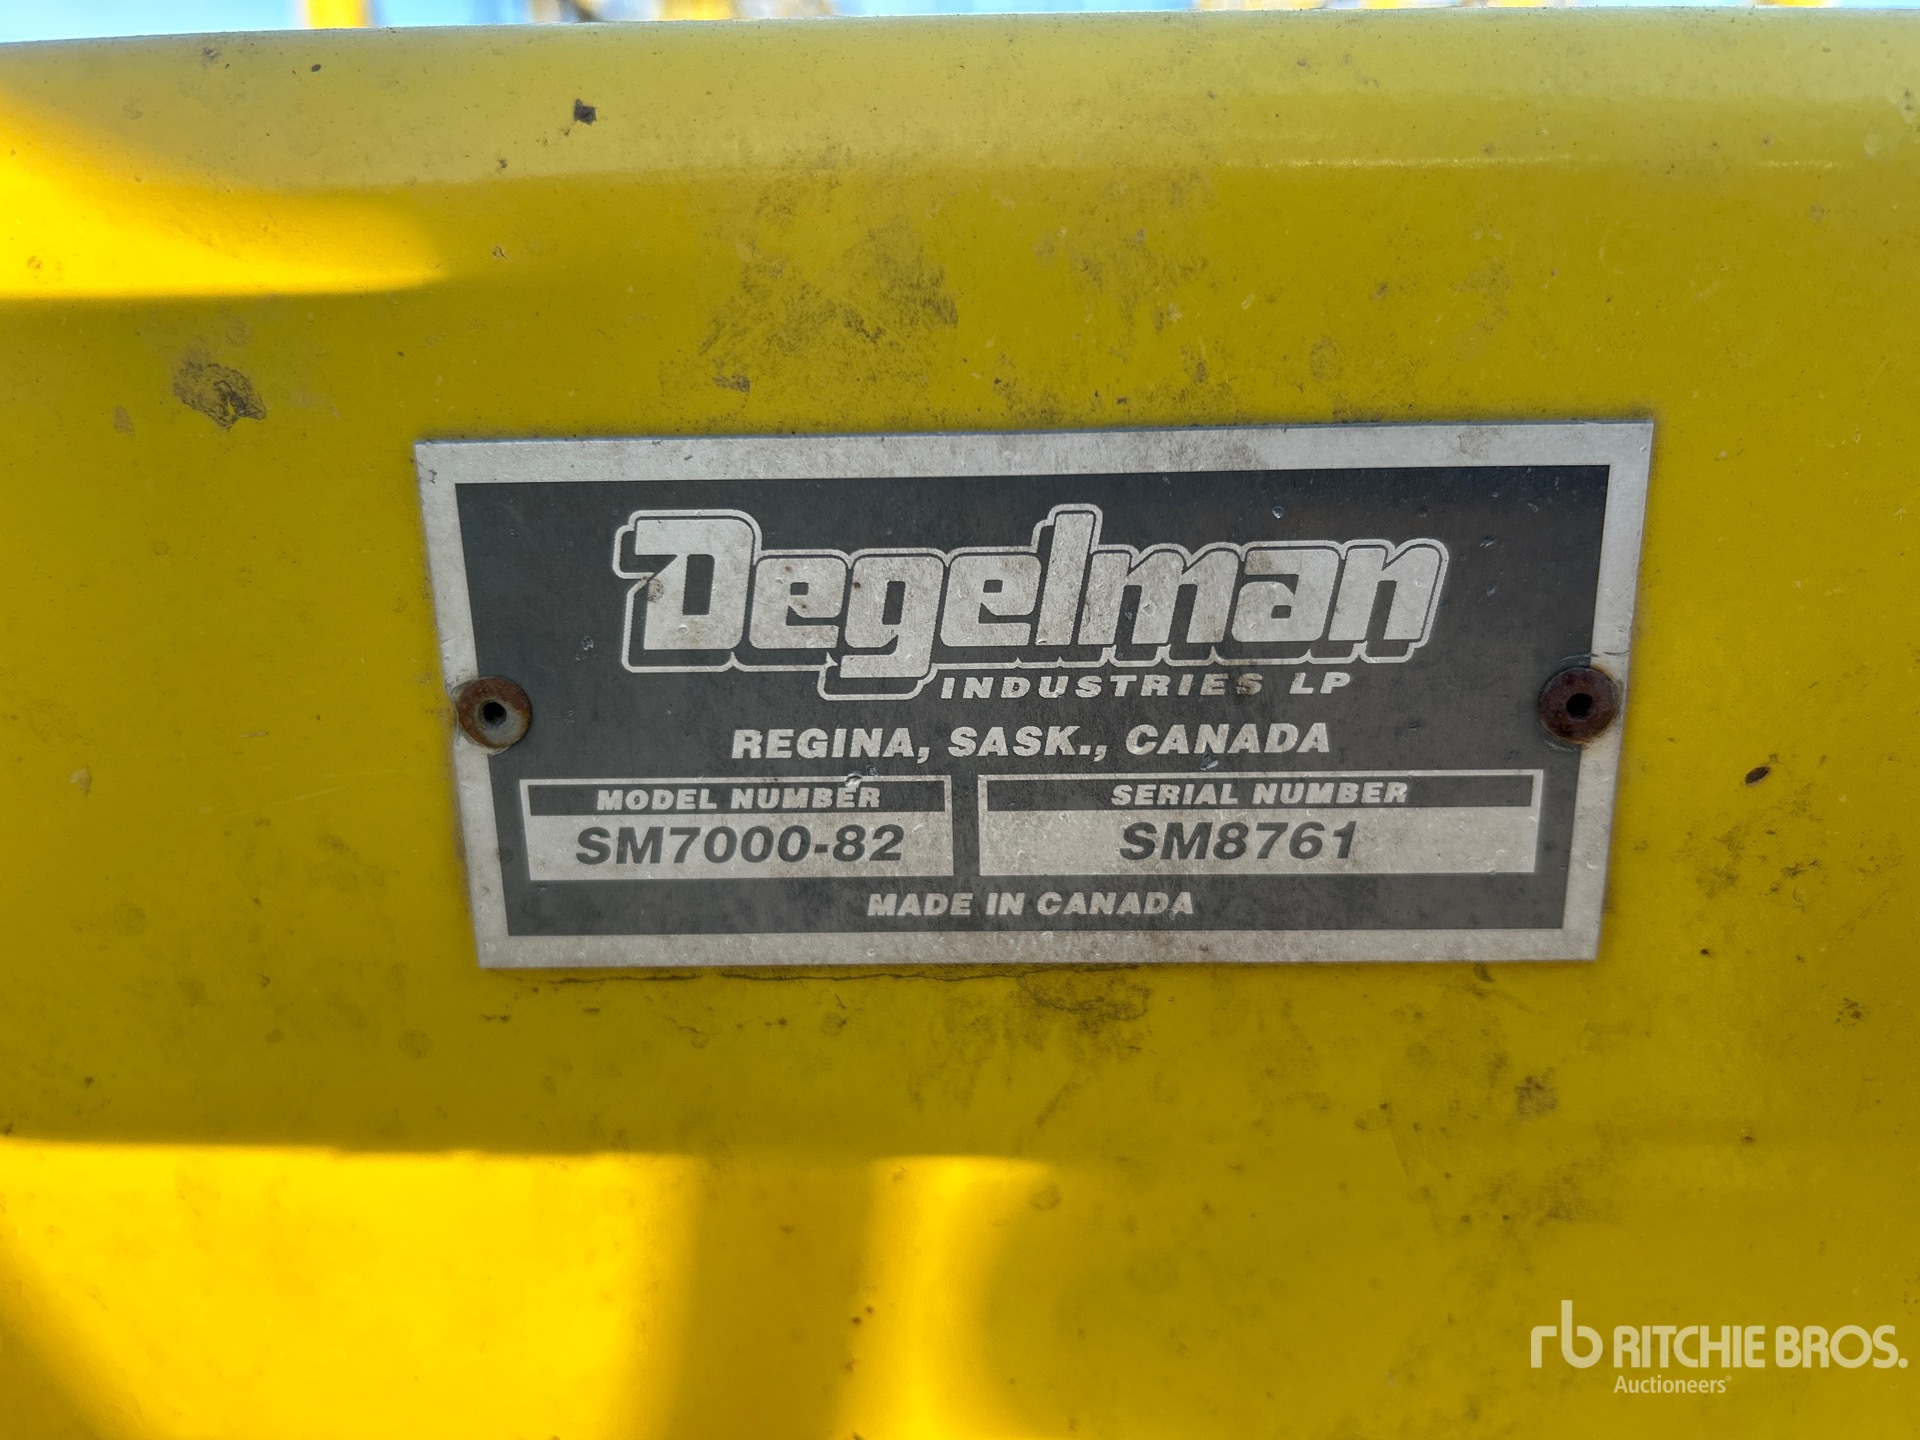 Degelman
INDUSTRIES LP
REGINA, SASK., CANADA
MODEL NUMBER
SM7000-82
SERIAL NUMBER
SM8761
MADE IN CANADA
rb RITCHIE BROS.
Auctioneers